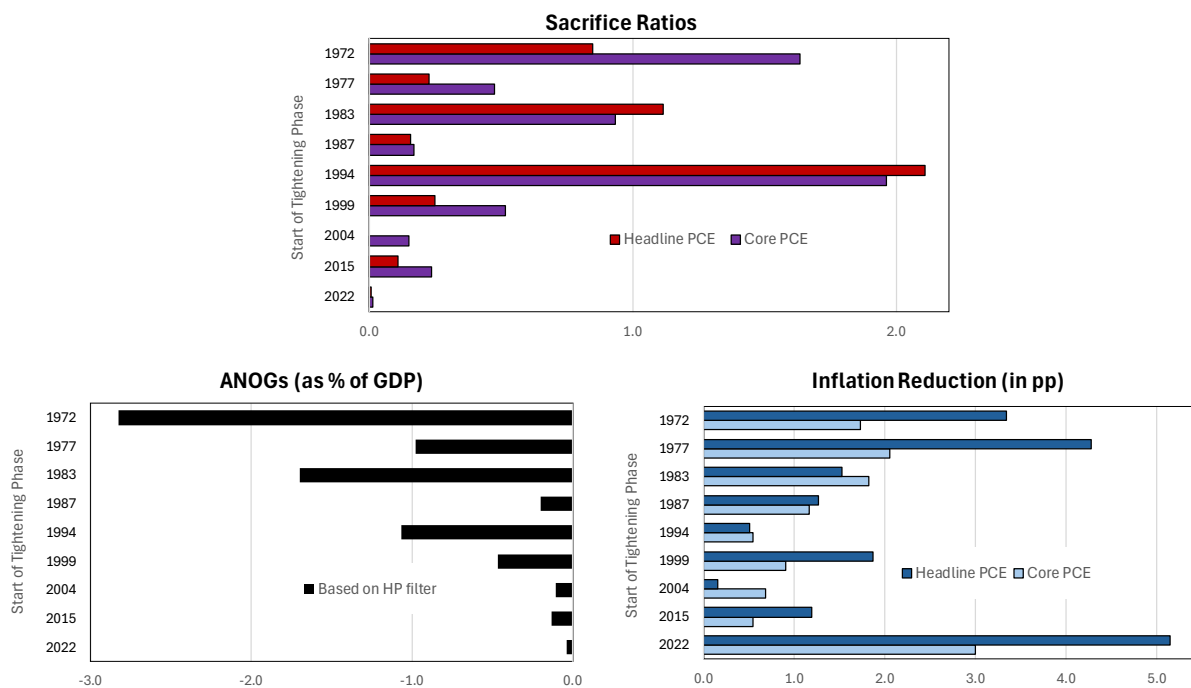 Sacrifice Ratios
Start of Tightening Phase
1972
1977
1983
1987
1994
1999
2004
2015
2022
Headline PCE Core PCE
0.0 1.0 2.0
ANOGs (as % of GDP)
Start of Tightening Phase
1972
1977
1983
1987
1994
1999
2004
2015
2022
Based on HP filter
-3.0 -2.0 -1.0 0.0
Inflation Reduction (in pp)
Start of Tightening Phase
1972
1977
1983
1987
1994
1999
2004
2015
2022
Headline PCE Core PCE
0.0 1.0 2.0 3.0 4.0 5.0